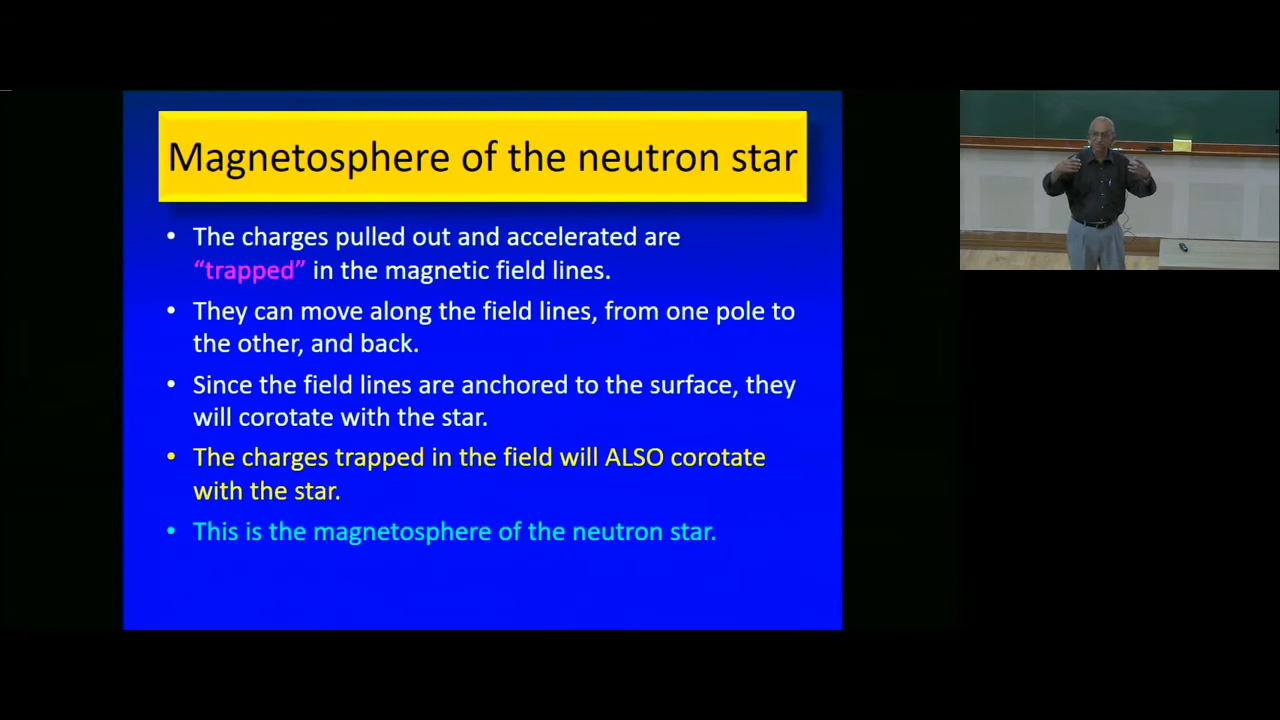 Magnetosphere of the neutron star
• The charges pulled out and accelerated are
“trapped” in the magnetic field lines.
• They can move along the field lines, from one pole to
the other, and back.
• Since the field lines are anchored to the surface, they
will corotate with the star.
• The charges trapped in the field will ALSO corotate
with the star.
• This is the magnetosphere of the neutron star.